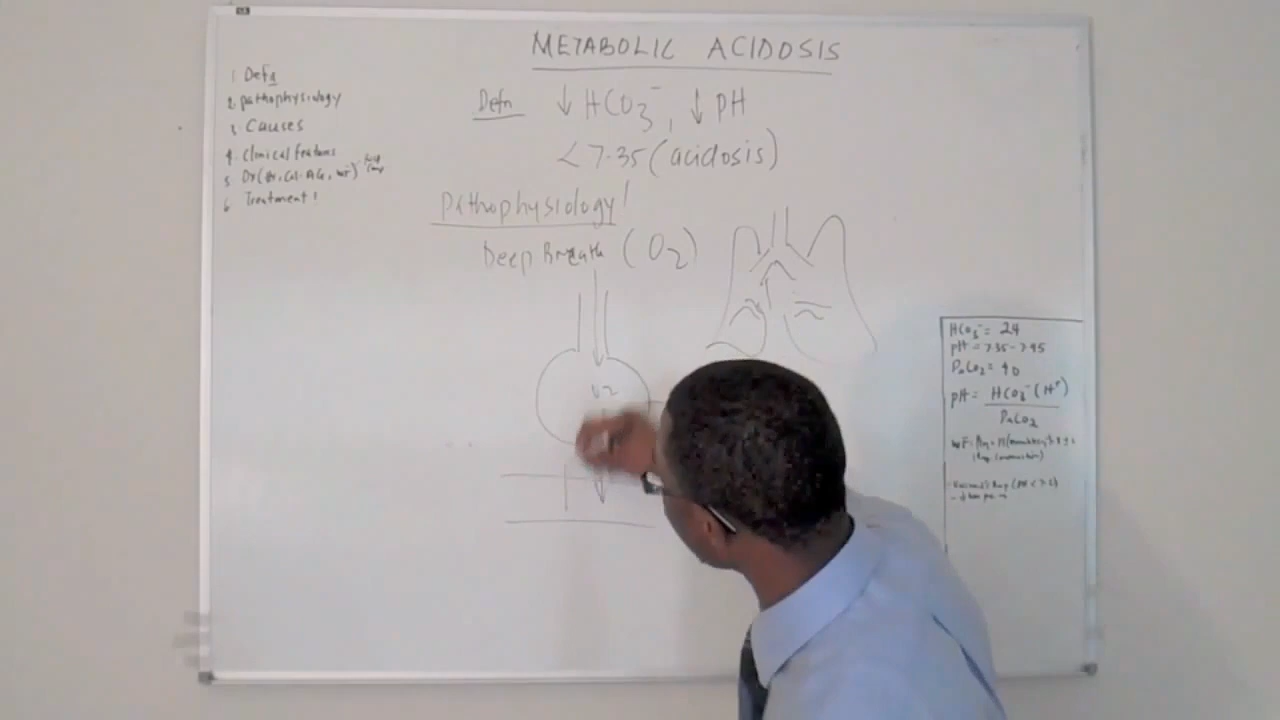 METABOLIC ACIDOSIS
1 Defn
2 pathophysiology
3 Causes
4 Clinical features
5 Dx
6 Treatment
Defn ↓ HCO3⁻, ↓ pH
< 7.35 (acidosis)
Pathophysiology
Deep Breath (O2)
O2
HCO3⁻ = 24
pH = 7.35-7.45
PaCO2 = 40
pH = HCO3⁻ (H⁺)
PaCO2